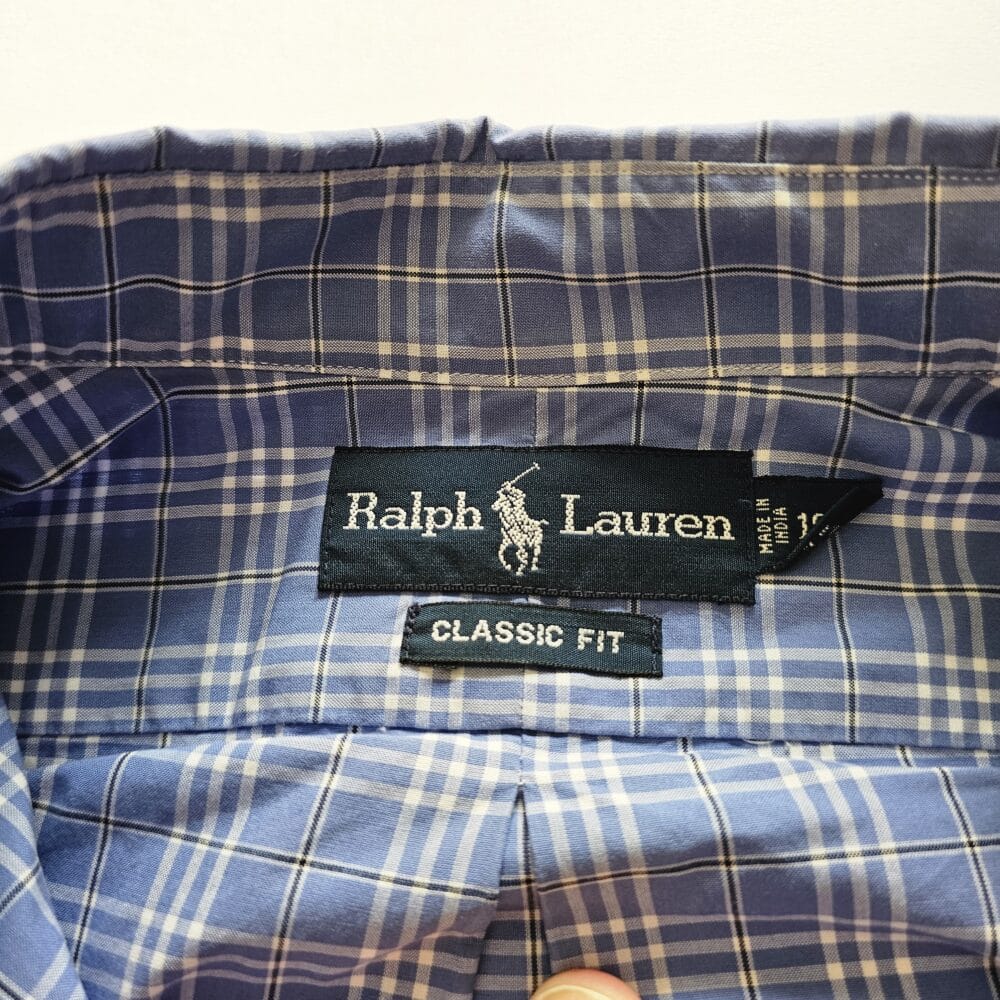 Ralph Lauren
MADE IN
INDIA
CLASSIC FIT